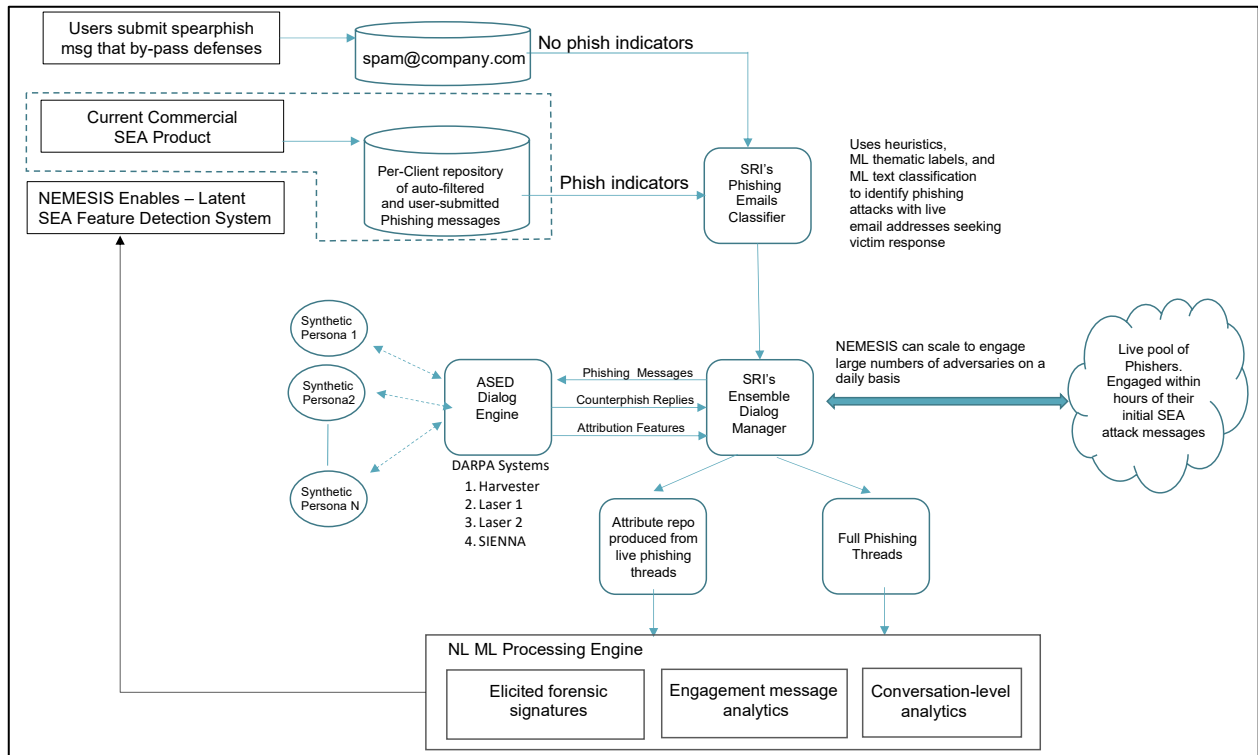 Users submit spearphish
msg that by-pass defenses
spam@company.com
No phish indicators
Current Commercial
SEA Product
Per-Client repository
of auto-filtered
and user-submitted
Phishing messages
Phish indicators
SRI's
Phishing
Emails
Classifier
Uses heuristics,
ML thematic labels, and
ML text classification
to identify phishing
attacks with live
email addresses seeking
victim response
NEMESIS Enables – Latent
SEA Feature Detection System
Synthetic
Persona 1
Synthetic
Persona2
Synthetic
Persona N
ASED
Dialog
Engine
DARPA Systems
1. Harvester
2. Laser 1
3. Laser 2
4. SIENNA
Phishing Messages
Counterphish Replies
Attribution Features
SRI's
Ensemble
Dialog
Manager
NEMESIS can scale to engage
large numbers of adversaries on a
daily basis
Live pool of
Phishers.
Engaged within
hours of their
initial SEA
attack messages
Attribute repo
produced from
live phishing
threads
Full Phishing
Threads
NL ML Processing Engine
Elicited forensic
signatures
Engagement message
analytics
Conversation-level
analytics